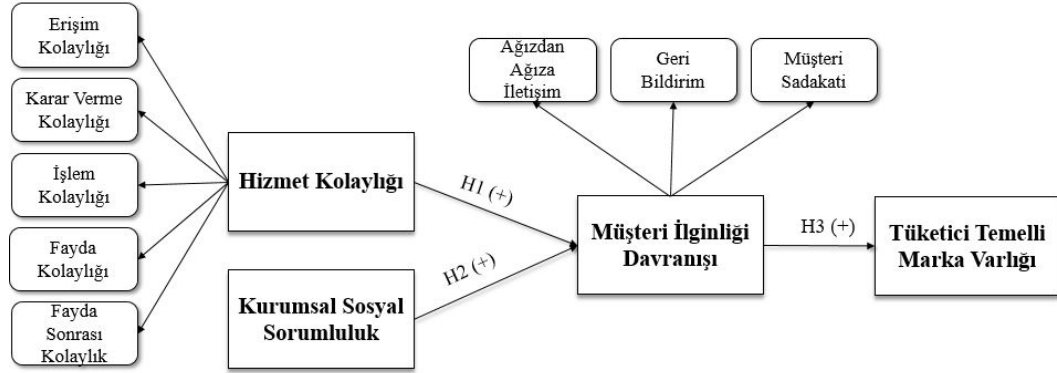 Erişim
Kolaylığı
Karar Verme
Kolaylığı
İşlem
Kolaylığı
Fayda
Kolaylığı
Fayda
Sonrası
Kolaylık
Hizmet Kolaylığı
Kurumsal Sosyal
Sorumluluk
H1 (+)
H2 (+)
Ağızdan
Ağıza
İletişim
Geri
Bildirim
Müşteri
Sadakati
Müşteri İlginliği
Davranışı
H3 (+)
Tüketici Temelli
Marka Varlığı